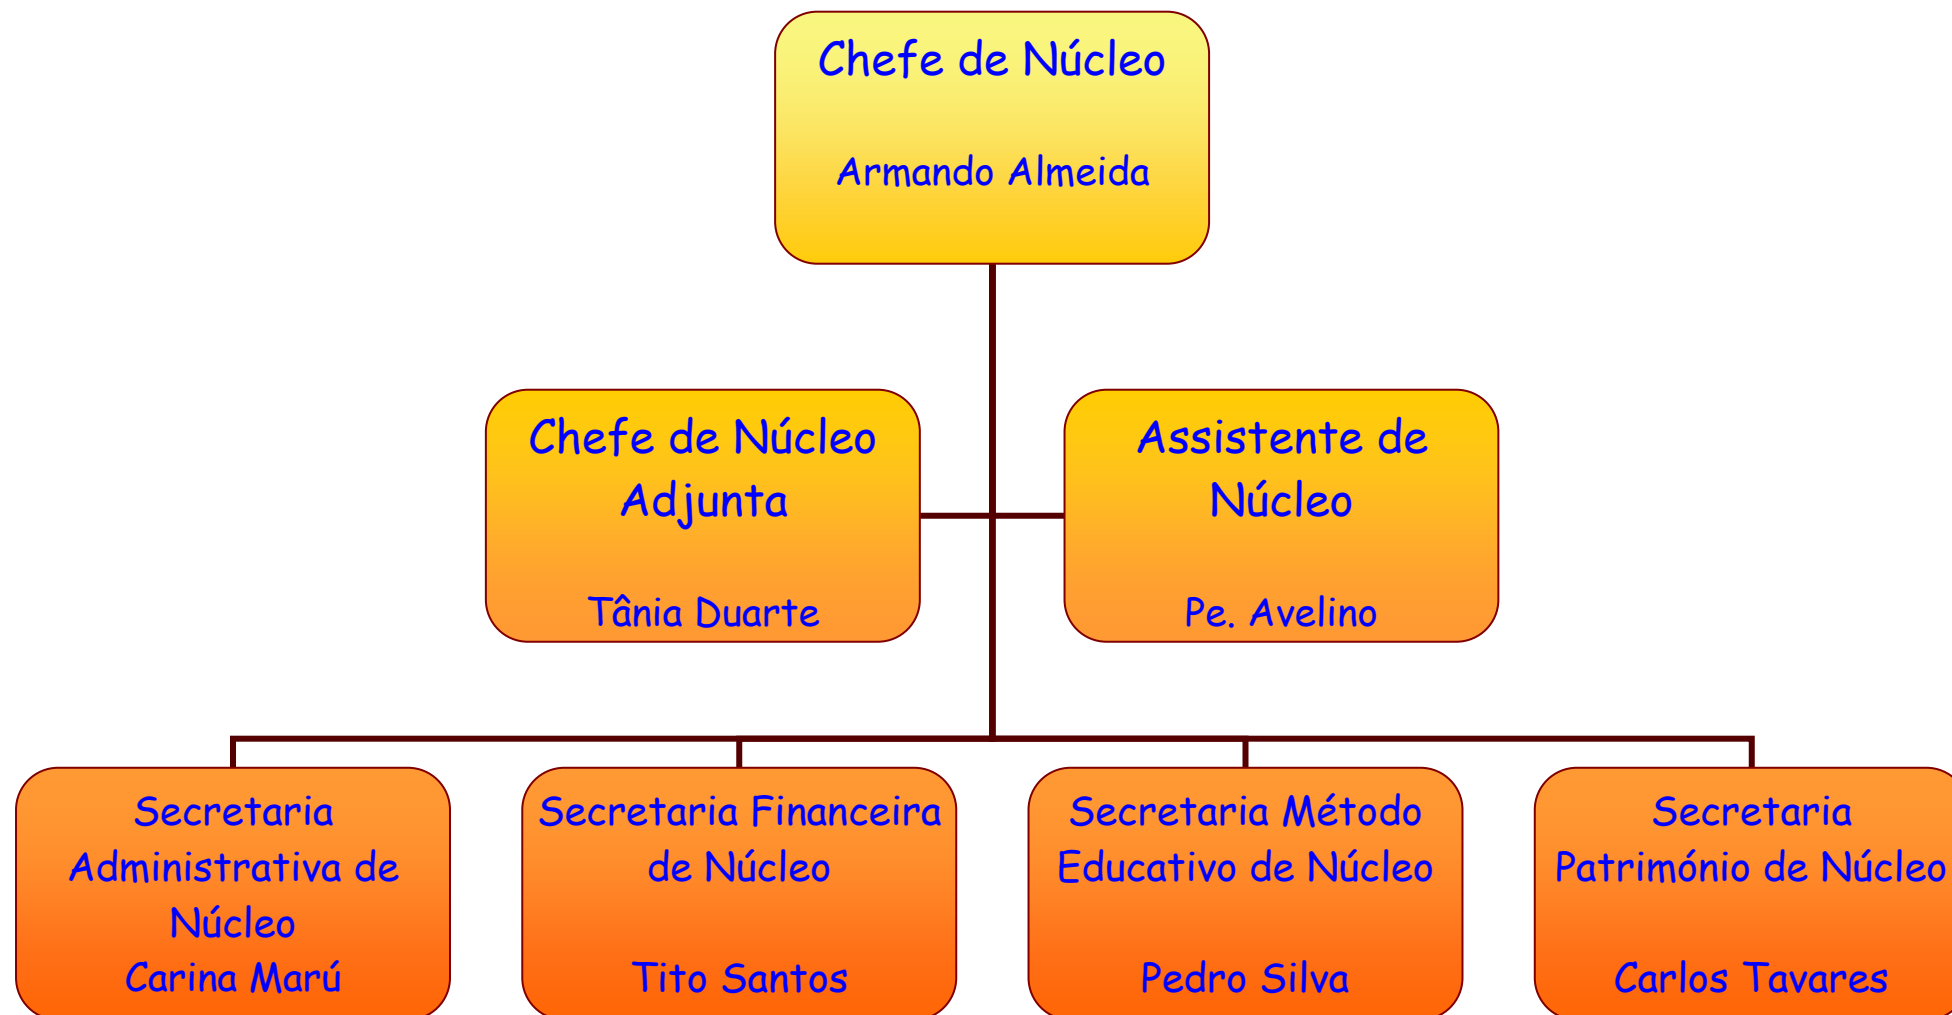 Chefe de Núcleo
Armando Almeida
Chefe de Núcleo
Adjunta
Tânia Duarte
Assistente de
Núcleo
Pe. Avelino
Secretaria
Administrativa de
Núcleo
Carina Marú
Secretaria Financeira
de Núcleo
Tito Santos
Secretaria Método
Educativo de Núcleo
Pedro Silva
Secretaria
Património de Núcleo
Carlos Tavares